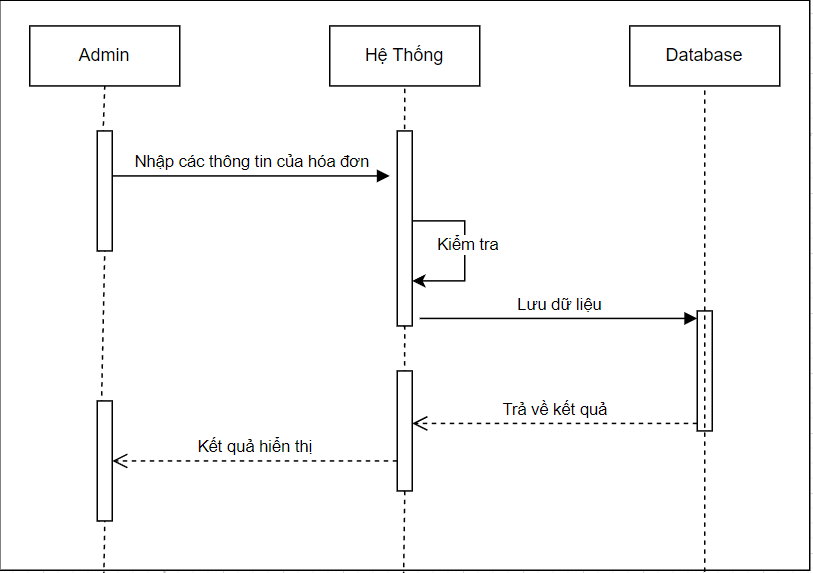 Admin
Hệ Thống
Database
Nhập các thông tin của hóa đơn
Kiểm tra
Lưu dữ liệu
Trả về kết quả
Kết quả hiển thị